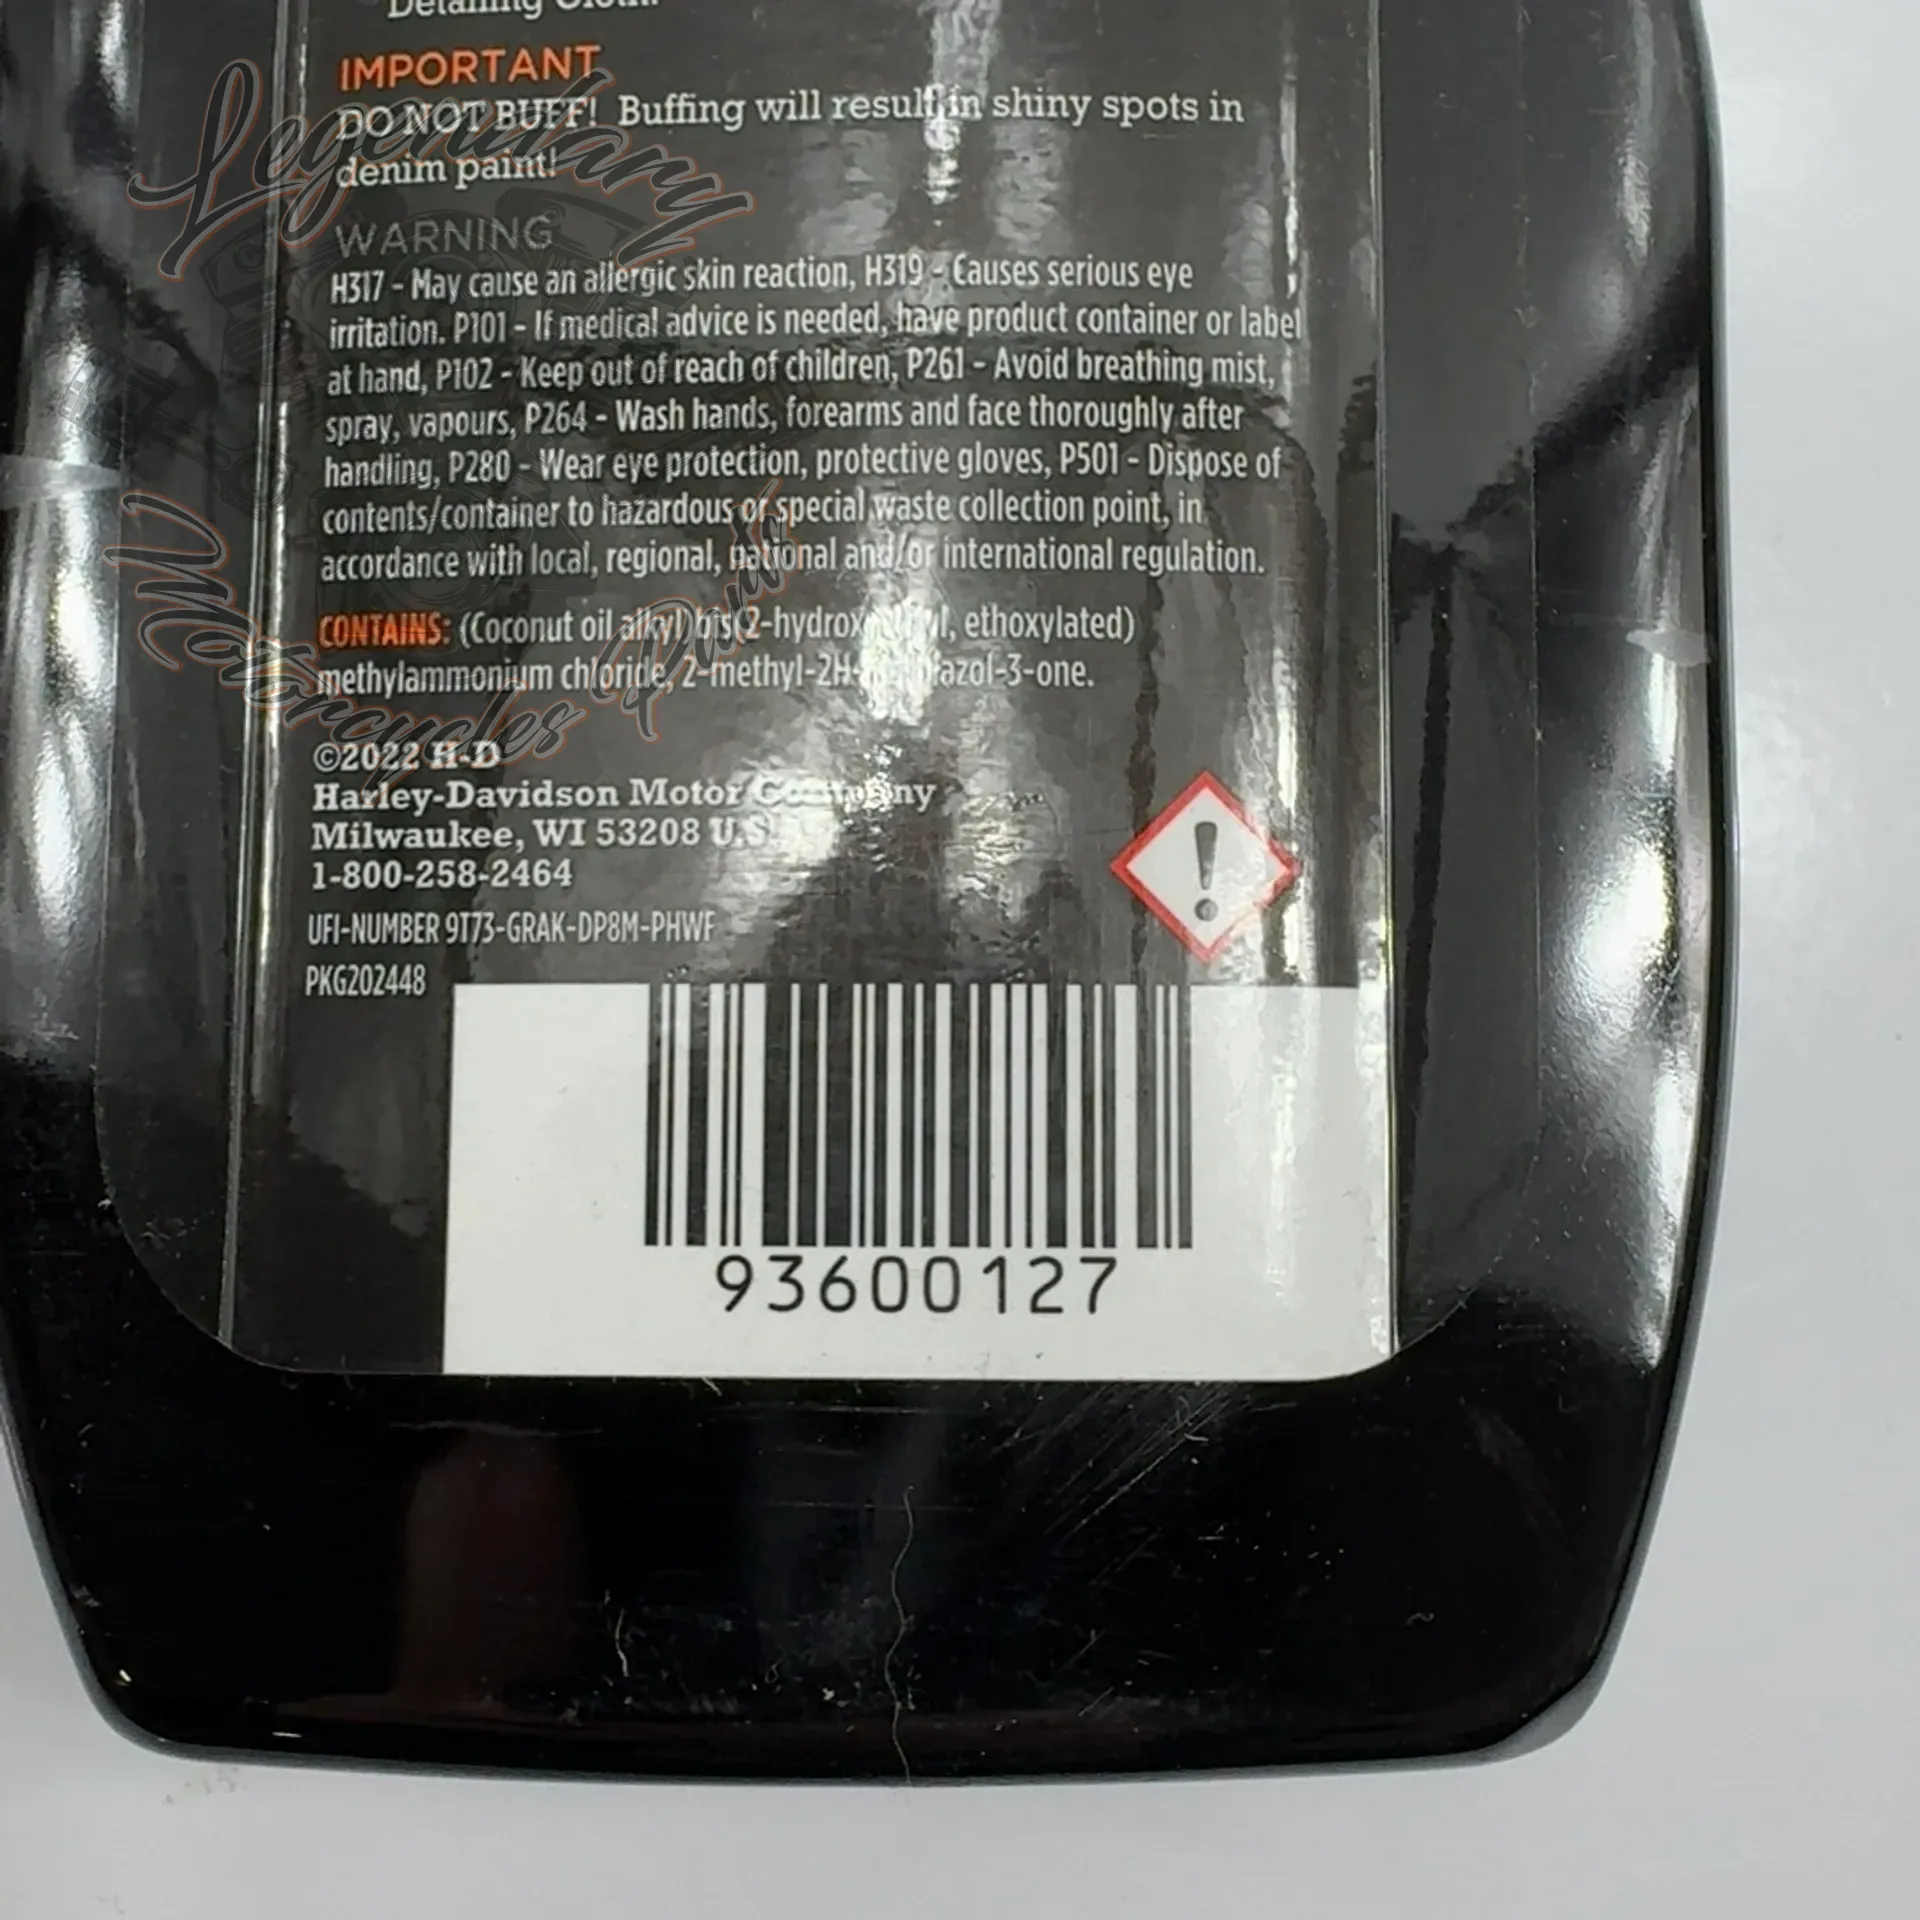 Detailing Cloth.
IMPORTANT
DO NOT BUFF! Buffing will result in shiny spots in
denim paint!
WARNING
H317 - May cause an allergic skin reaction, H319 - Causes serious eye
irritation. P101 - If medical advice is needed, have product container or label
at hand, P102 - Keep out of reach of children, P261 - Avoid breathing mist,
spray, vapours, P264 - Wash hands, forearms and face thoroughly after
handling, P280 - Wear eye protection, protective gloves, P501 - Dispose of
contents/container to hazardous or special waste collection point, in
accordance with local, regional, national and/or international regulation.
CONTAINS: (Coconut oil alkyl)bis(2-hydroxyethyl, ethoxylated)
methylammonium chloride, 2-methyl-2H-
©2022 H-D
Harley-Davidson Motor Company
Milwaukee, WI 53208 U.S.
1-800-258-2464
UFI-NUMBER 9T73-GRAK-DP8M-PHWF
PKG202448
93600127
Legendary
Motorcycles Parts